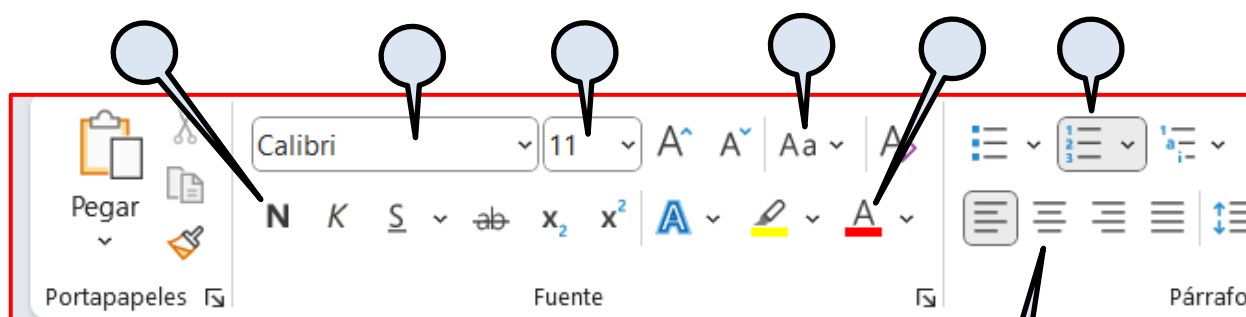 Calibri 11 A A Aa A
Pegar
N K S ab x₂ x² A A
Portapapeles Fuente Párrafo